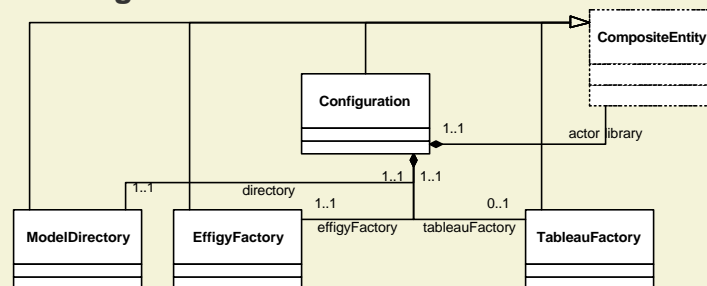 g
CompositeEntity
Configuration
1..1
actor library
1..1
directory
1..1
1..1
1..1
effigyFactory
0..1
tableauFactory
ModelDirectory
EffigyFactory
TableauFactory